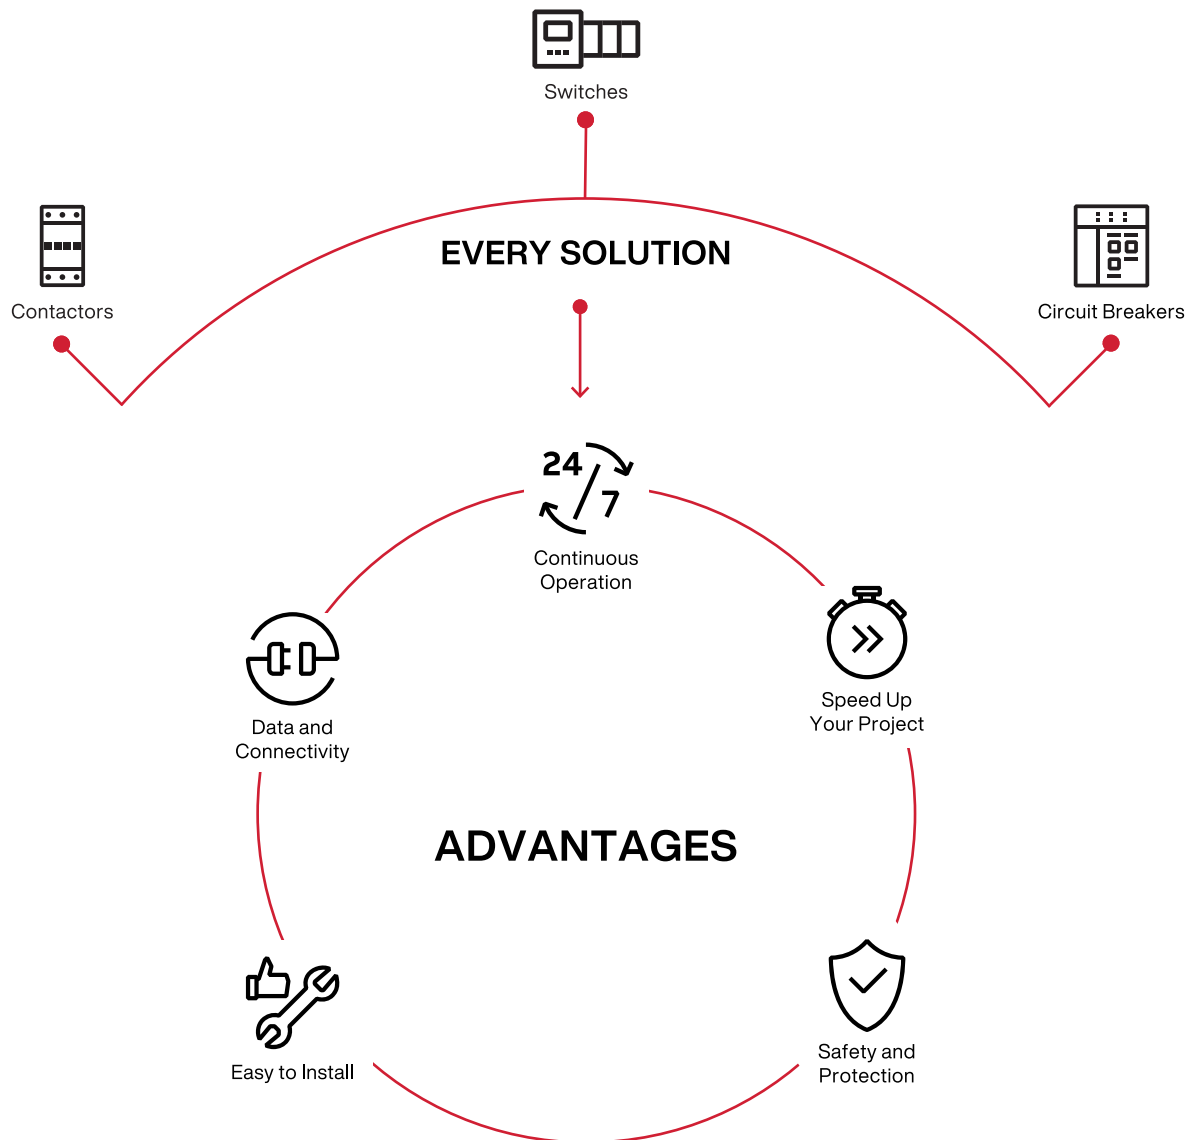 Switches
EVERY SOLUTION
Contactors
Circuit Breakers
24
7
Continuous
Operation
Speed Up
Your Project
Data and
Connectivity
ADVANTAGES
Safety and
Protection
Easy to Install